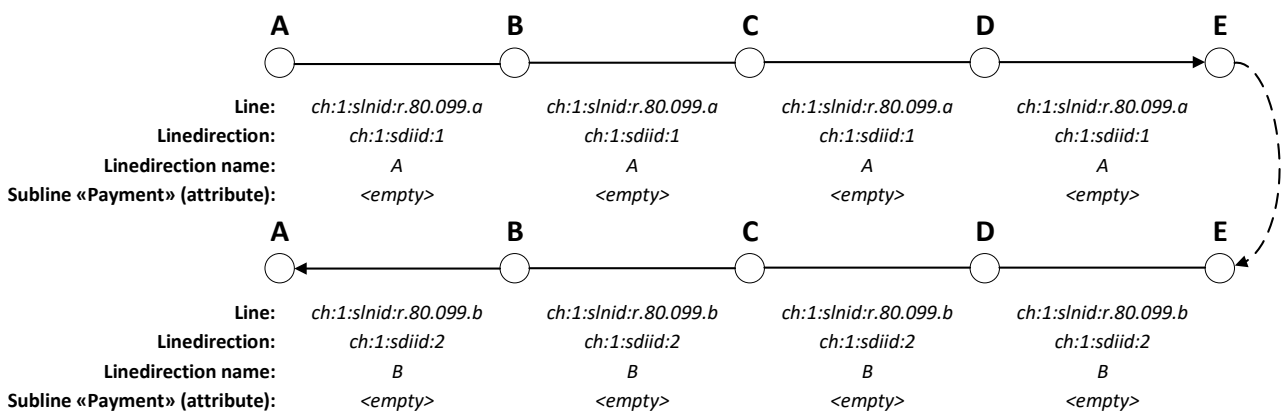 A B C D E
Line: ch:1:slnid:r.80.099.a ch:1:slnid:r.80.099.a ch:1:slnid:r.80.099.a ch:1:slnid:r.80.099.a
Linedirection: ch:1:sdiid:1 ch:1:sdiid:1 ch:1:sdiid:1 ch:1:sdiid:1
Linedirection name: A A A A
Subline «Payment» (attribute): <empty> <empty> <empty> <empty>
A B C D E
Line: ch:1:slnid:r.80.099.b ch:1:slnid:r.80.099.b ch:1:slnid:r.80.099.b ch:1:slnid:r.80.099.b
Linedirection: ch:1:sdiid:2 ch:1:sdiid:2 ch:1:sdiid:2 ch:1:sdiid:2
Linedirection name: B B B B
Subline «Payment» (attribute): <empty> <empty> <empty> <empty>